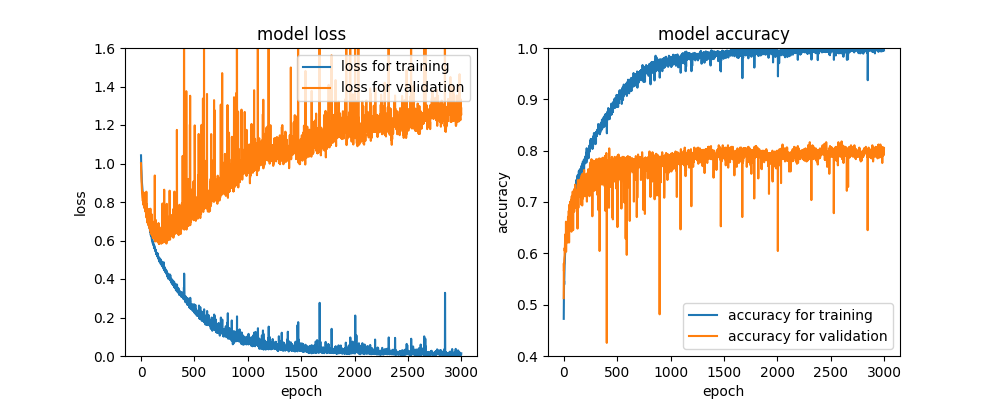 model loss
loss
1.6
1.4
1.2
1.0
0.8
0.6
0.4
0.2
0.0
0 500 1000 1500 2000 2500 3000
epoch
loss for training
loss for validation
model accuracy
accuracy
1.0
0.9
0.8
0.7
0.6
0.5
0.4
0 500 1000 1500 2000 2500 3000
epoch
accuracy for training
accuracy for validation